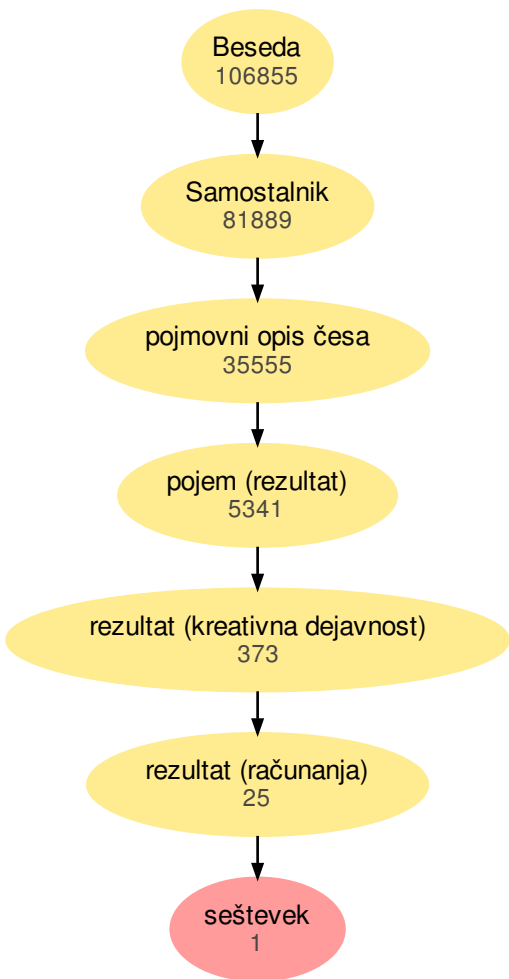 Beseda
106855
Samostalnik
81889
pojmovni opis česa
35555
pojem (rezultat)
5341
rezultat (kreativna dejavnost)
373
rezultat (računanja)
25
seštevek
1